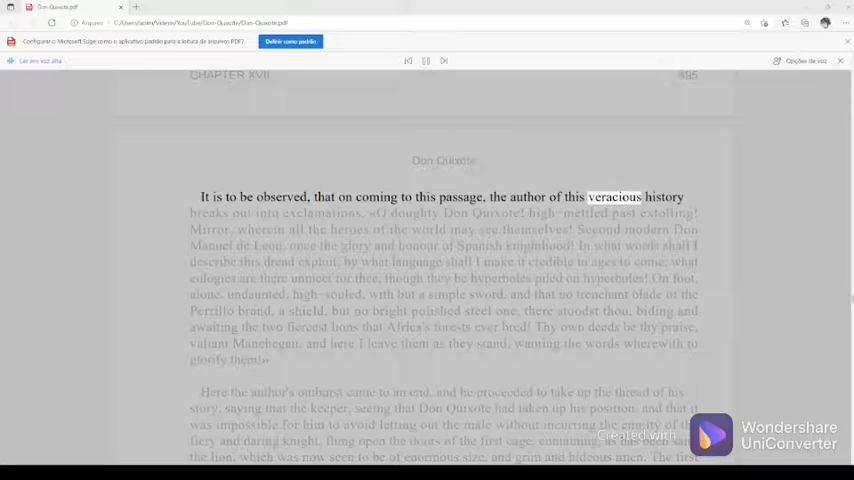 Don-Quixote.pdf
Arquivo C:/Users/acern/Videos/YouTube/Don-Quixote/Don-Quixote.pdf
Configurar o Microsoft Edge como o aplicativo padrão para a leitura de arquivos PDF? Definir como padrão
Ler em voz alta Opções de voz
CHAPTER XVII 495
Don Quixote
It is to be observed, that on coming to this passage, the author of this veracious history
breaks out into exclamations. «O doughty Don Quixote! high-mettled past extolling!
Mirror, wherein all the heroes of the world may see themselves! Second modern Don
Manuel de Leon, once the glory and honour of Spanish knighthood! In what words shall I
describe this dread exploit, by what language shall I make it credible to ages to come, what
eulogies are there unmeet for thee, though they be hyperboles piled on hyperboles! On foot,
alone, undaunted, high-souled, with but a simple sword, and that no trenchant blade of the
Perrillo brand, a shield, but no bright polished steel one, there stoodst thou, biding and
awaiting the two fiercest lions that Africa's forests ever bred! Thy own deeds be thy praise,
valiant Manchegan, and here I leave them as they stand, wanting the words wherewith to
glorify them!»
Here the author's outburst came to an end, and he proceeded to take up the thread of his
story, saying that the keeper, seeing that Don Quixote had taken up his position, and that it
was impossible for him to avoid letting out the male without incurring the enmity of the
fiery and daring knight, flung open the doors of the first cage, containing, as has been said,
the lion, which was now seen to be of enormous size, and grim and hideous mien. The first
Created with Wondershare
UniConverter